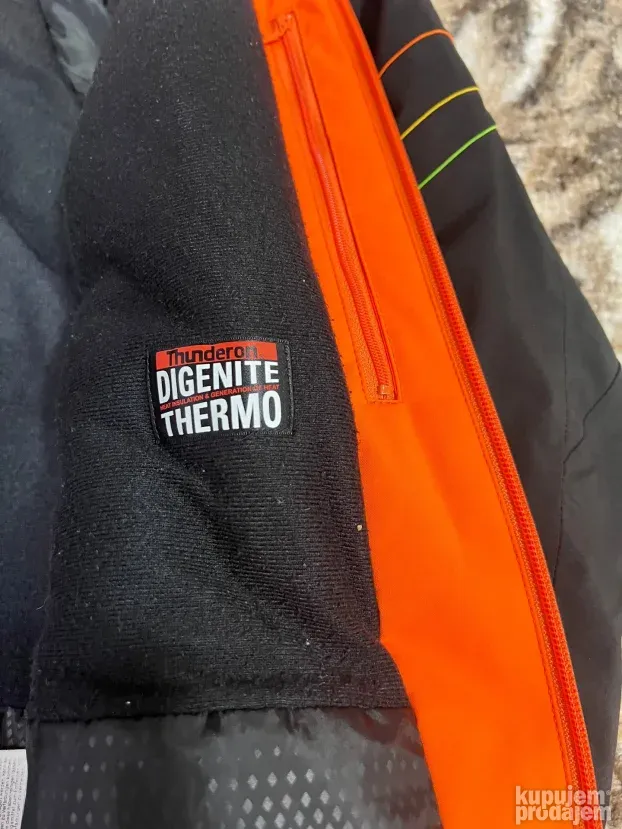 Thunderon
DIGENITE
HEAT INSULATION & GENERATION OF HEAT
THERMO
kupujem
prodajem